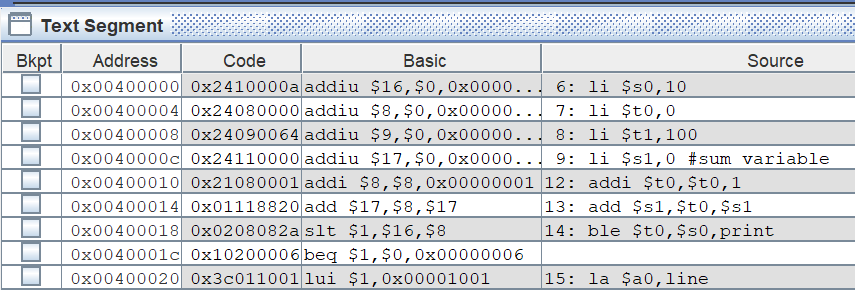 Text Segment
Bkpt Address Code Basic Source
0x00400000 0x2410000a addiu $16,$0,0x0000... 6: li $s0,10
0x00400004 0x24080000 addiu $8,$0,0x00000... 7: li $t0,0
0x00400008 0x24090064 addiu $9,$0,0x00000... 8: li $t1,100
0x0040000c 0x24110000 addiu $17,$0,0x0000... 9: li $s1,0 #sum variable
0x00400010 0x21080001 addi $8,$8,0x00000001 12: addi $t0,$t0,1
0x00400014 0x01118820 add $17,$8,$17 13: add $s1,$t0,$s1
0x00400018 0x0208082a slt $1,$16,$8 14: ble $t0,$s0,print
0x0040001c 0x10200006 beq $1,$0,0x00000006
0x00400020 0x3c011001 lui $1,0x00001001 15: la $a0,line